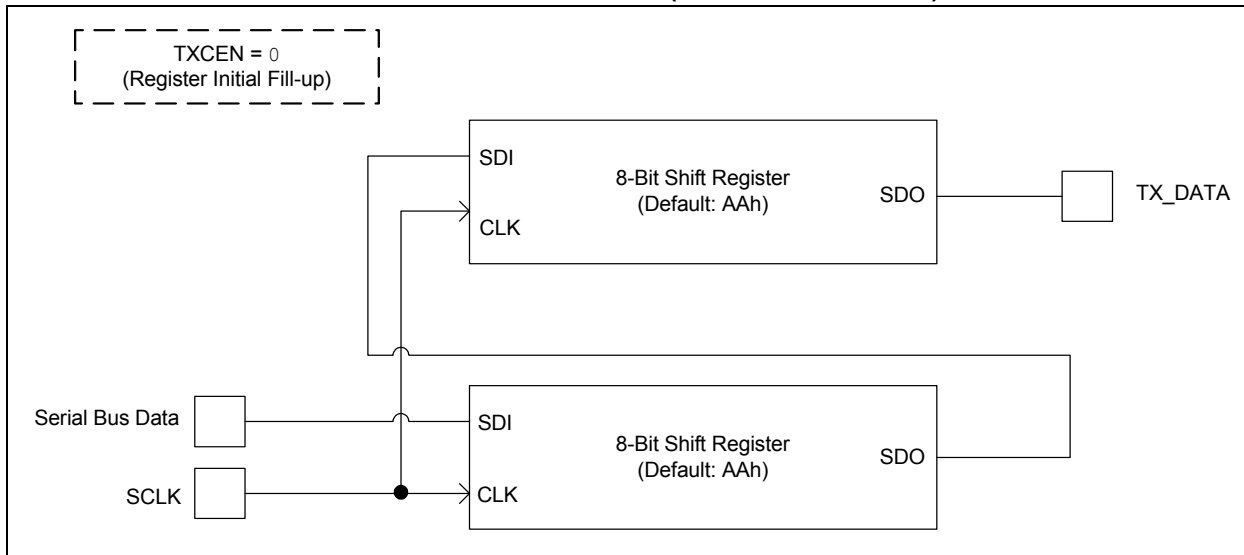 TXCEN = 0
(Register Initial Fill-up)
SDI
8-Bit Shift Register
(Default: AAh)
SDO
CLK
TX_DATA
Serial Bus Data
SDI
8-Bit Shift Register
(Default: AAh)
SDO
SCLK
CLK